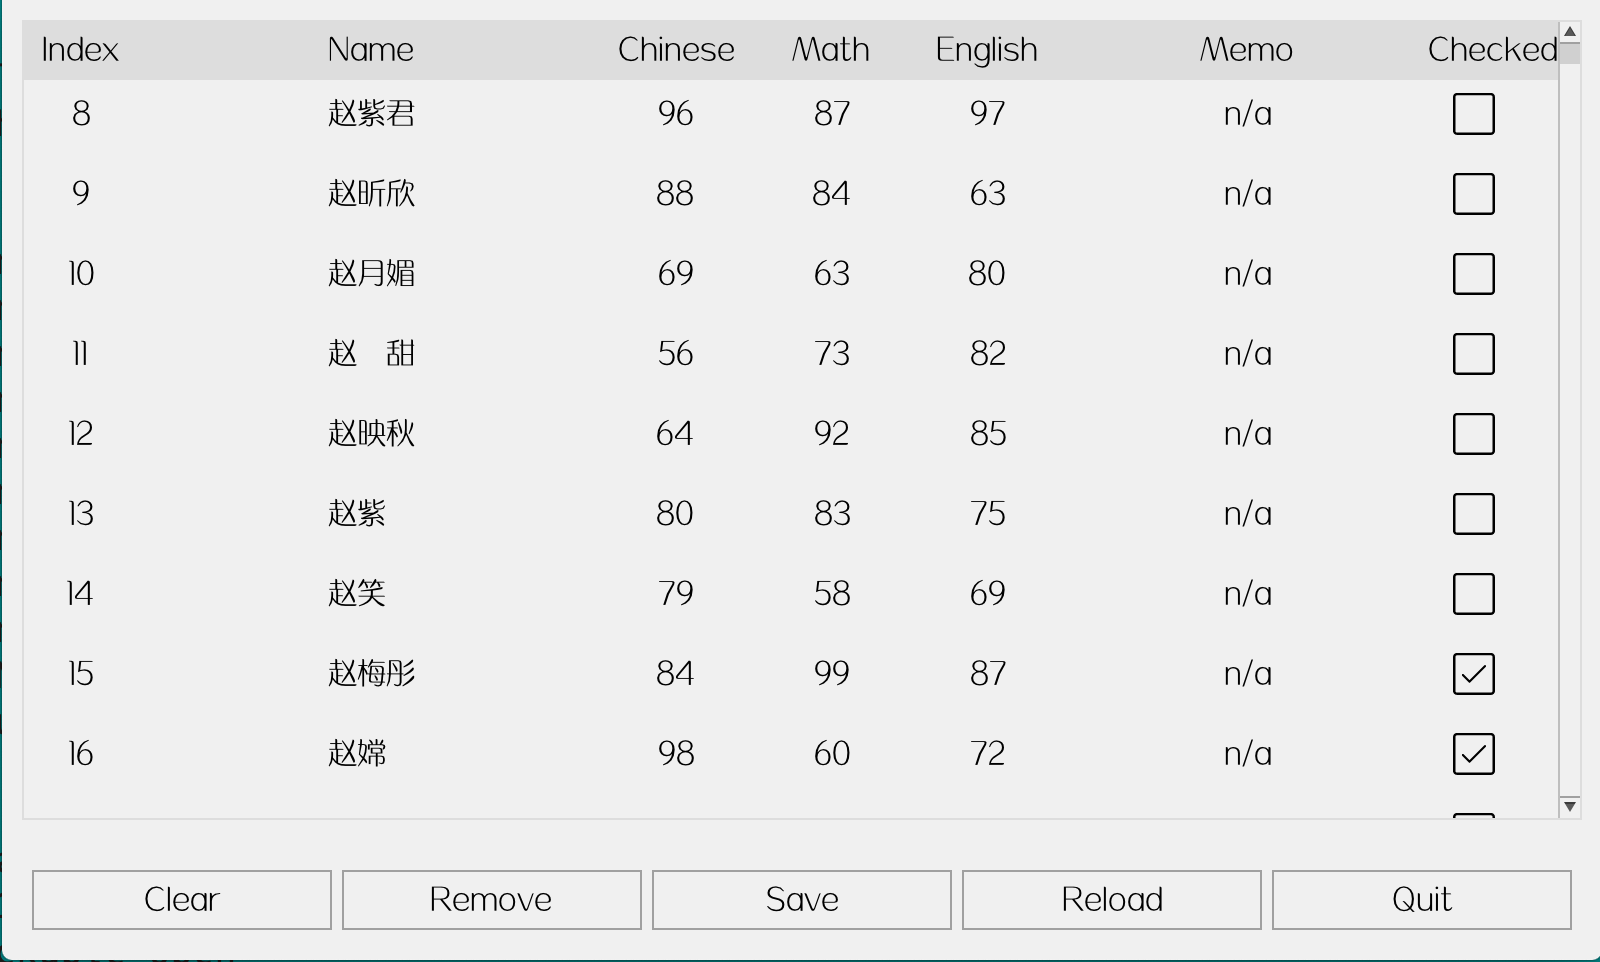 Index Name Chinese Math English Memo Checked
8 赵紫君 96 87 97 n/a
9 赵昕欣 88 84 63 n/a
10 赵月媚 69 63 80 n/a
11 赵　甜 56 73 82 n/a
12 赵映秋 64 92 85 n/a
13 赵紫 80 83 75 n/a
14 赵笑 79 58 69 n/a
15 赵梅彤 84 99 87 n/a
16 赵嫦 98 60 72 n/a
Clear Remove Save Reload Quit